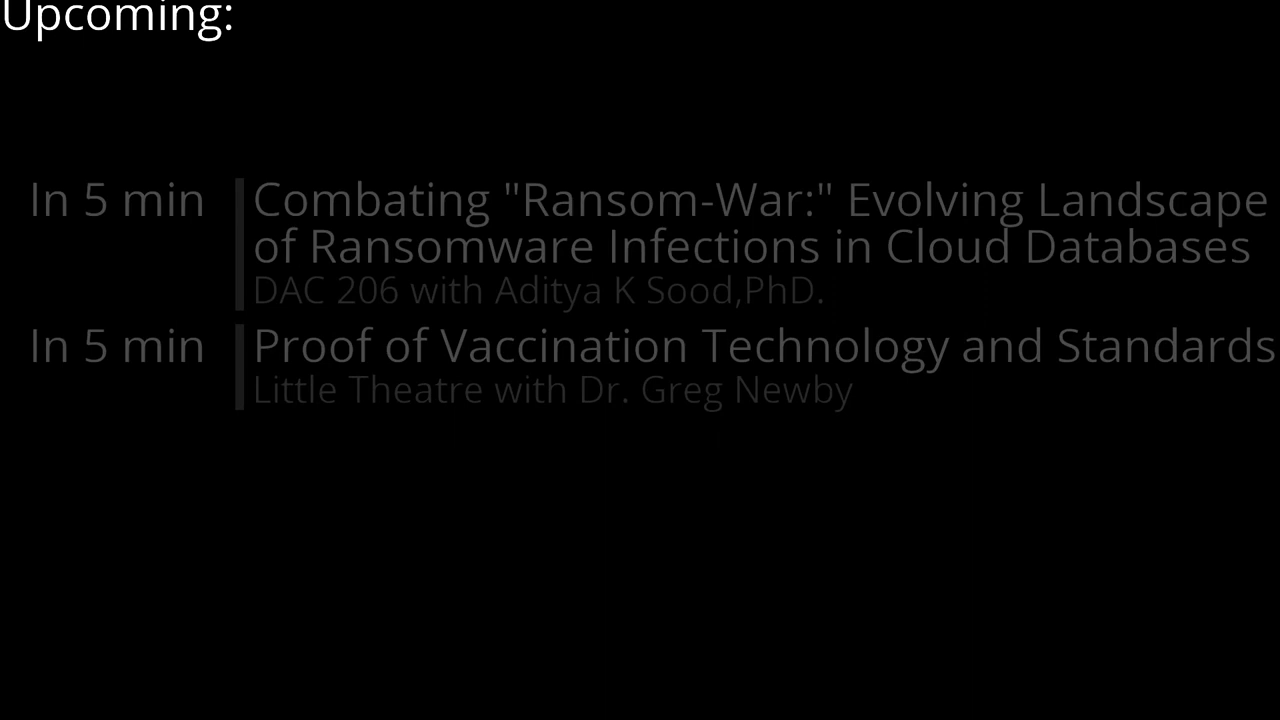 Upcoming:
In 5 min
Combating "Ransom-War:" Evolving Landscape
of Ransomware Infections in Cloud Databases
DAC 206 with Aditya K Sood,PhD.
In 5 min
Proof of Vaccination Technology and Standards
Little Theatre with Dr. Greg Newby